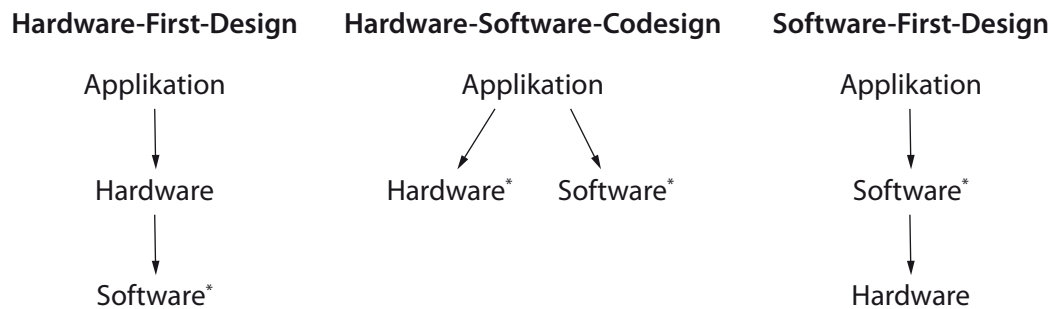 Hardware-First-Design Hardware-Software-Codesign Software-First-Design
Applikation Applikation Applikation
Hardware Hardware* Software* Software*
Software* Hardware